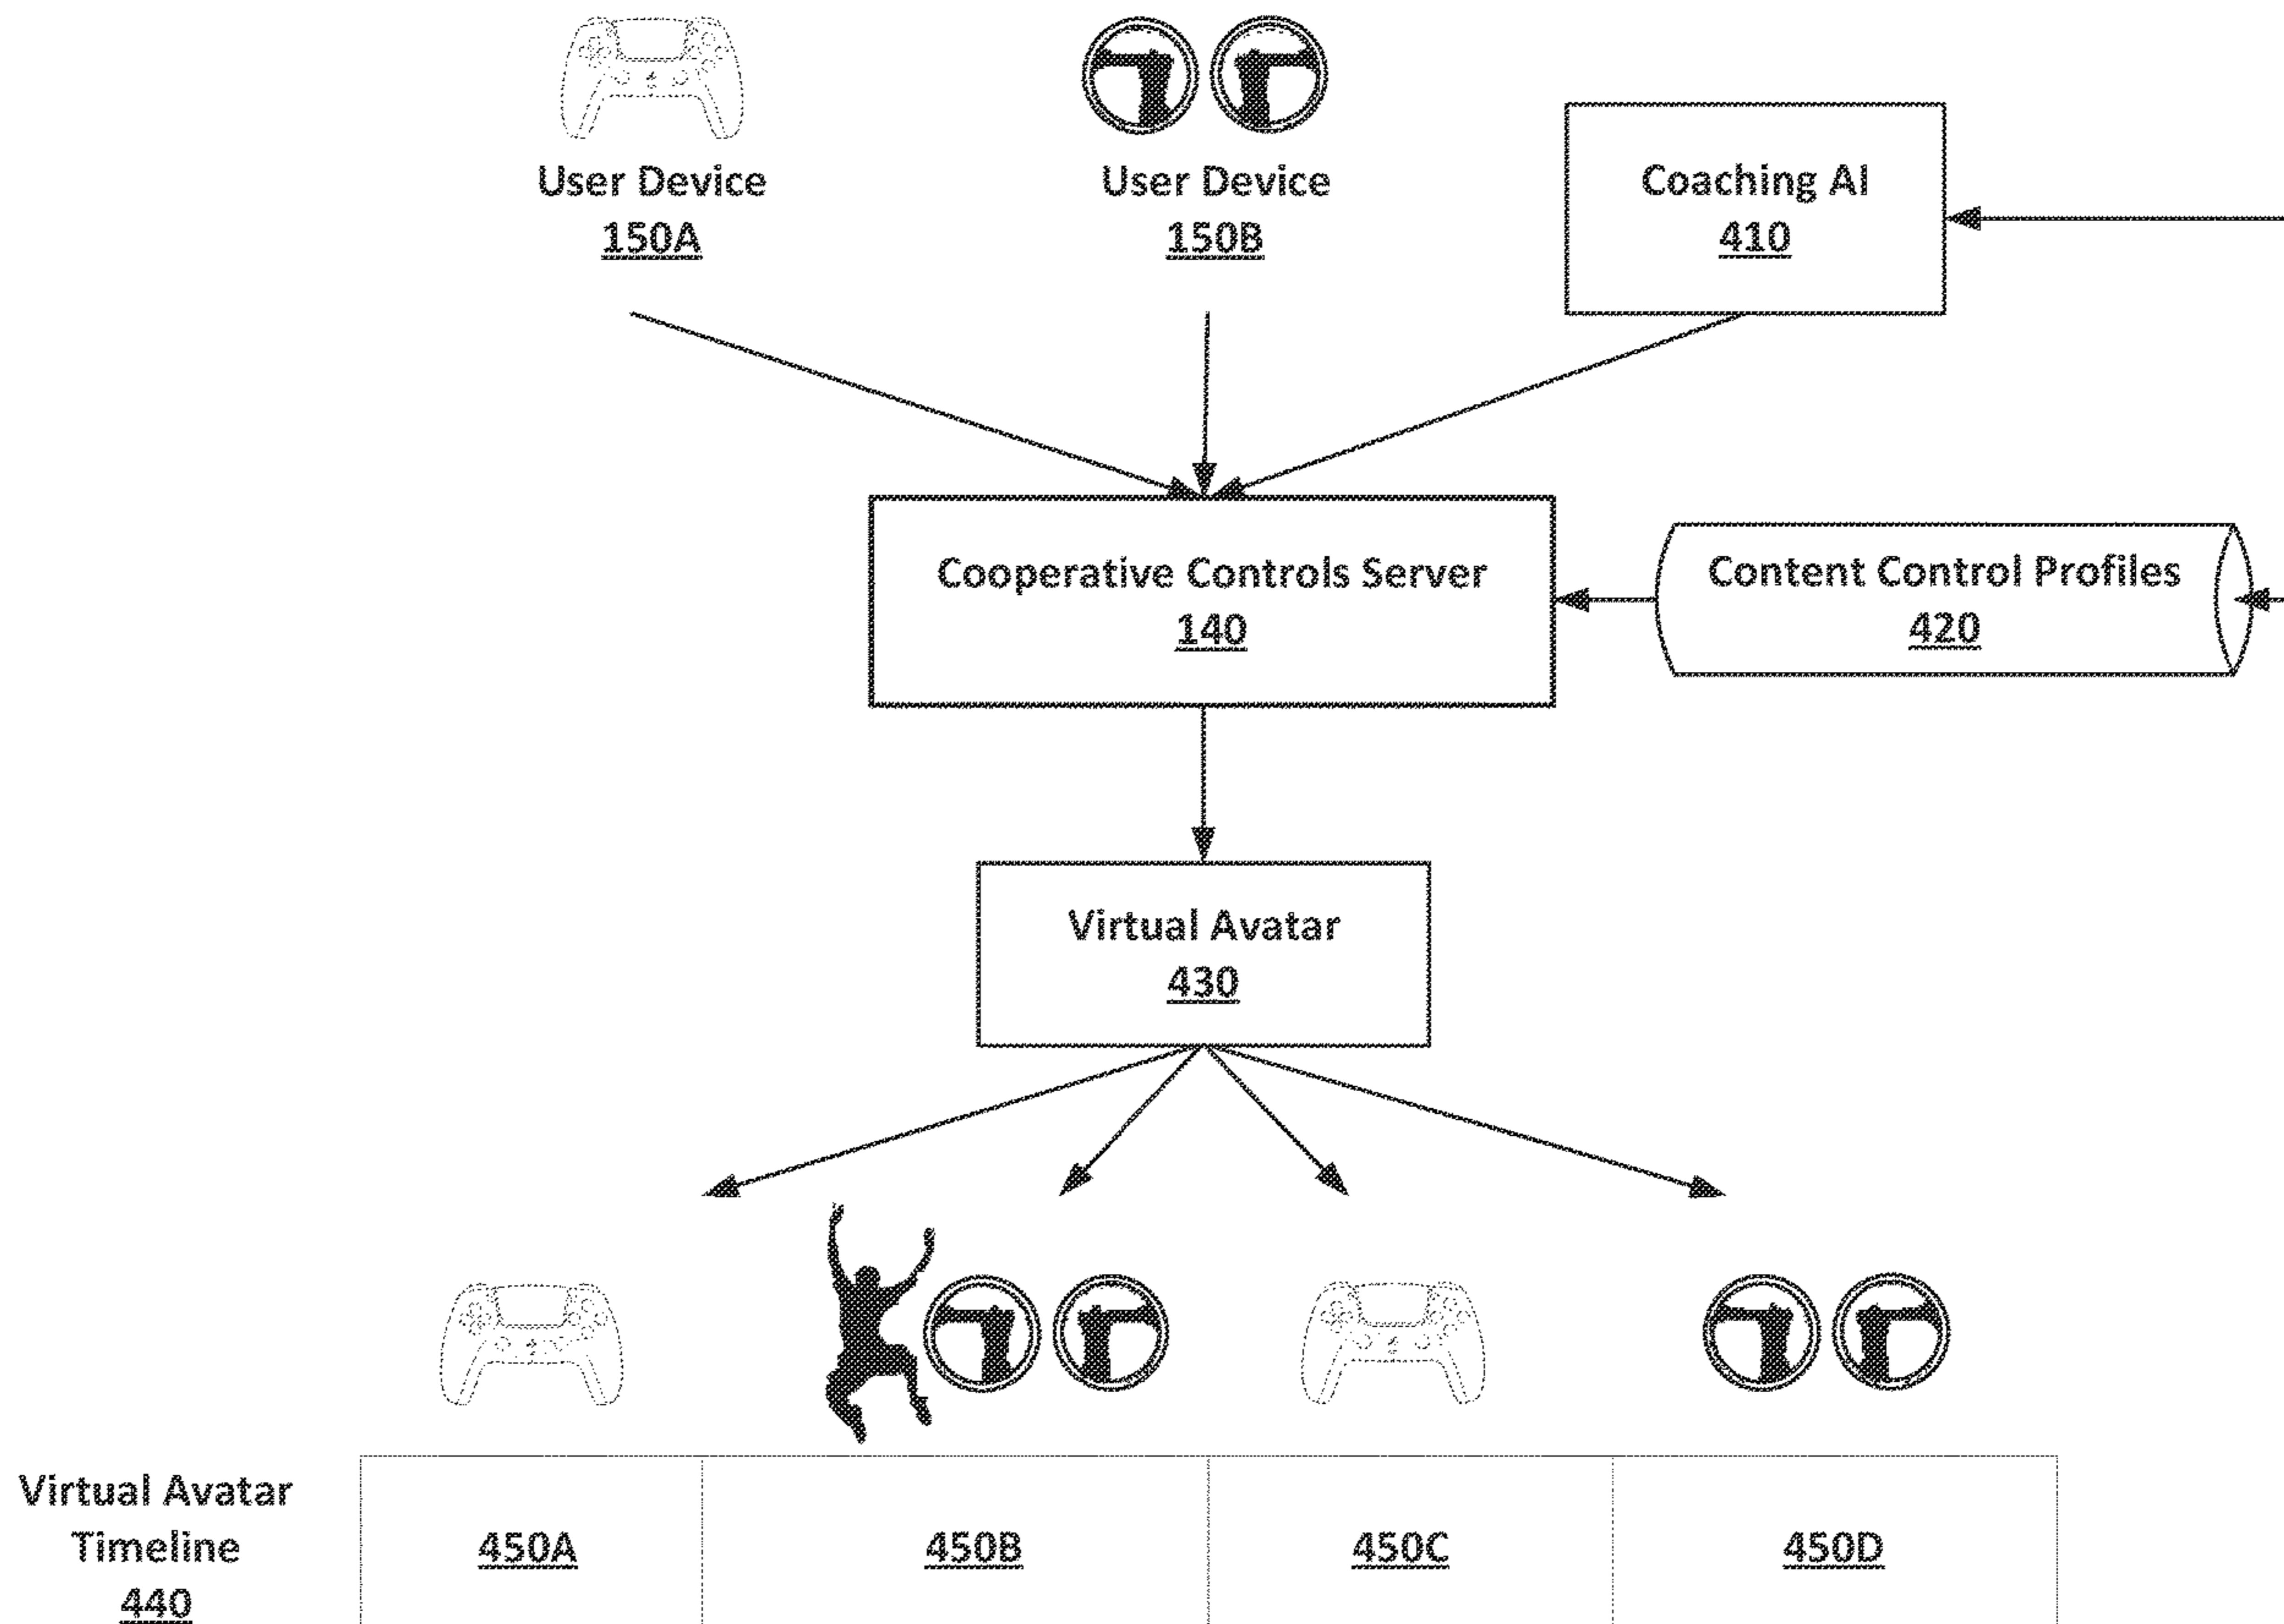 User Device
150A
User Device
150B
Coaching AI
410
Cooperative Controls Server
140
Content Control Profiles
420
Virtual Avatar
430
Virtual Avatar
Timeline
440
450A
450B
450C
450D